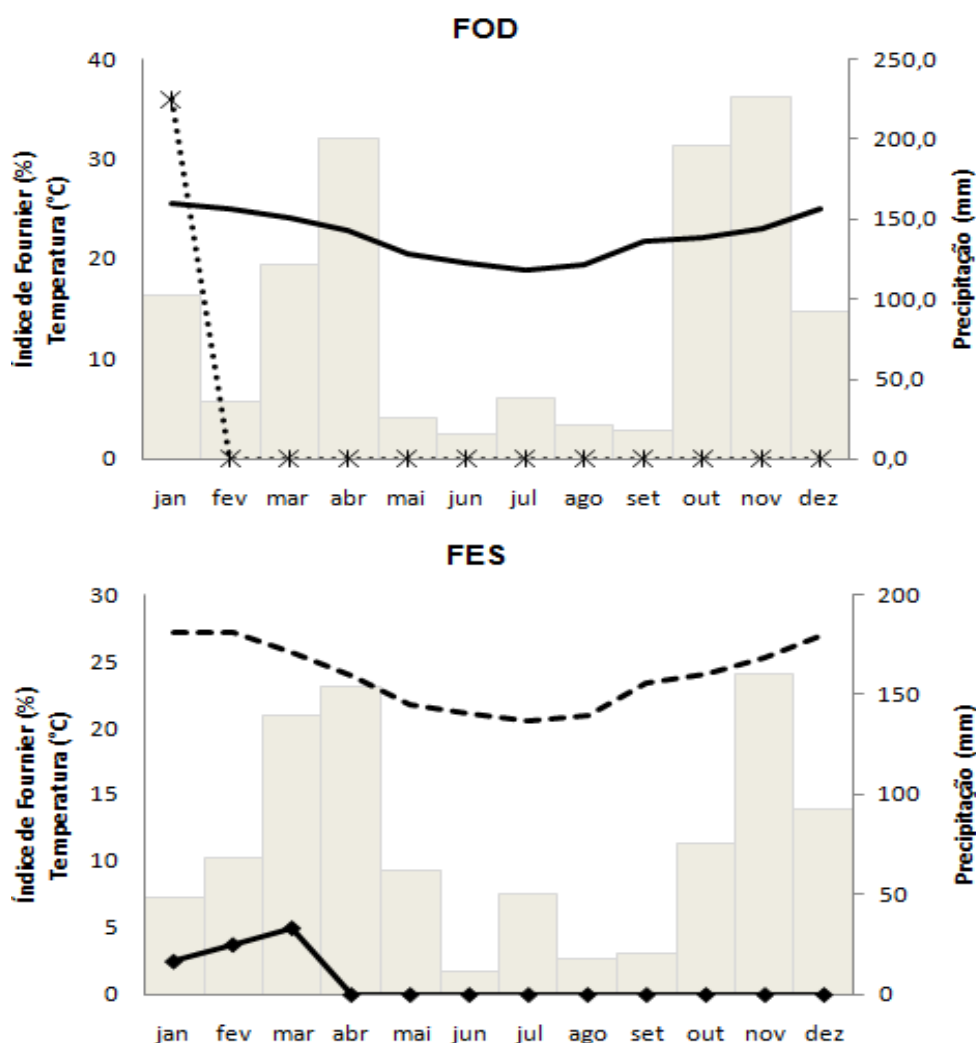 FOD
Índice de Fournier (%)
Temperatura (°C)
40
30
20
10
0
250,0
200,0
150,0
100,0
50,0
0,0
Precipitação (mm)
jan fev mar abr mai jun jul ago set out nov dez
FES
Índice de Fournier (%)
Temperatura (°C)
30
25
20
15
10
5
0
200
150
100
50
0
Precipitação (mm)
jan fev mar abr mai jun jul ago set out nov dez